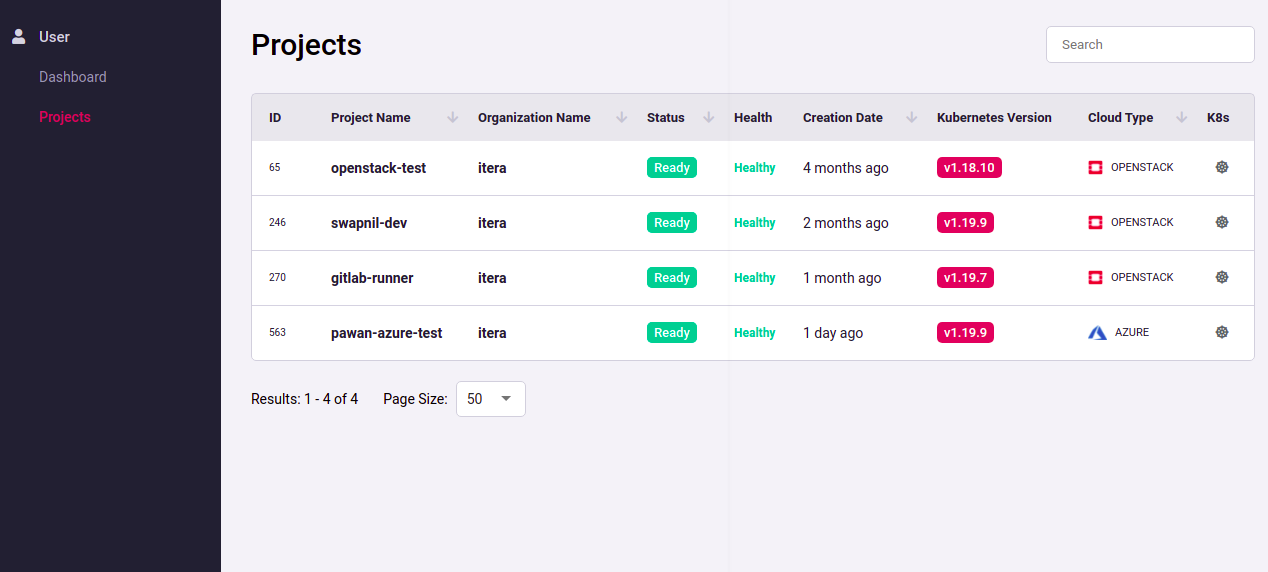 User
Dashboard
Projects
Projects
Search
ID Project Name Organization Name Status Health Creation Date Kubernetes Version Cloud Type K8s
65 openstack-test itera Ready Healthy 4 months ago v1.18.10 OPENSTACK
246 swapnil-dev itera Ready Healthy 2 months ago v1.19.9 OPENSTACK
270 gitlab-runner itera Ready Healthy 1 month ago v1.19.7 OPENSTACK
563 pawan-azure-test itera Ready Healthy 1 day ago v1.19.9 AZURE
Results: 1 - 4 of 4 Page Size: 50